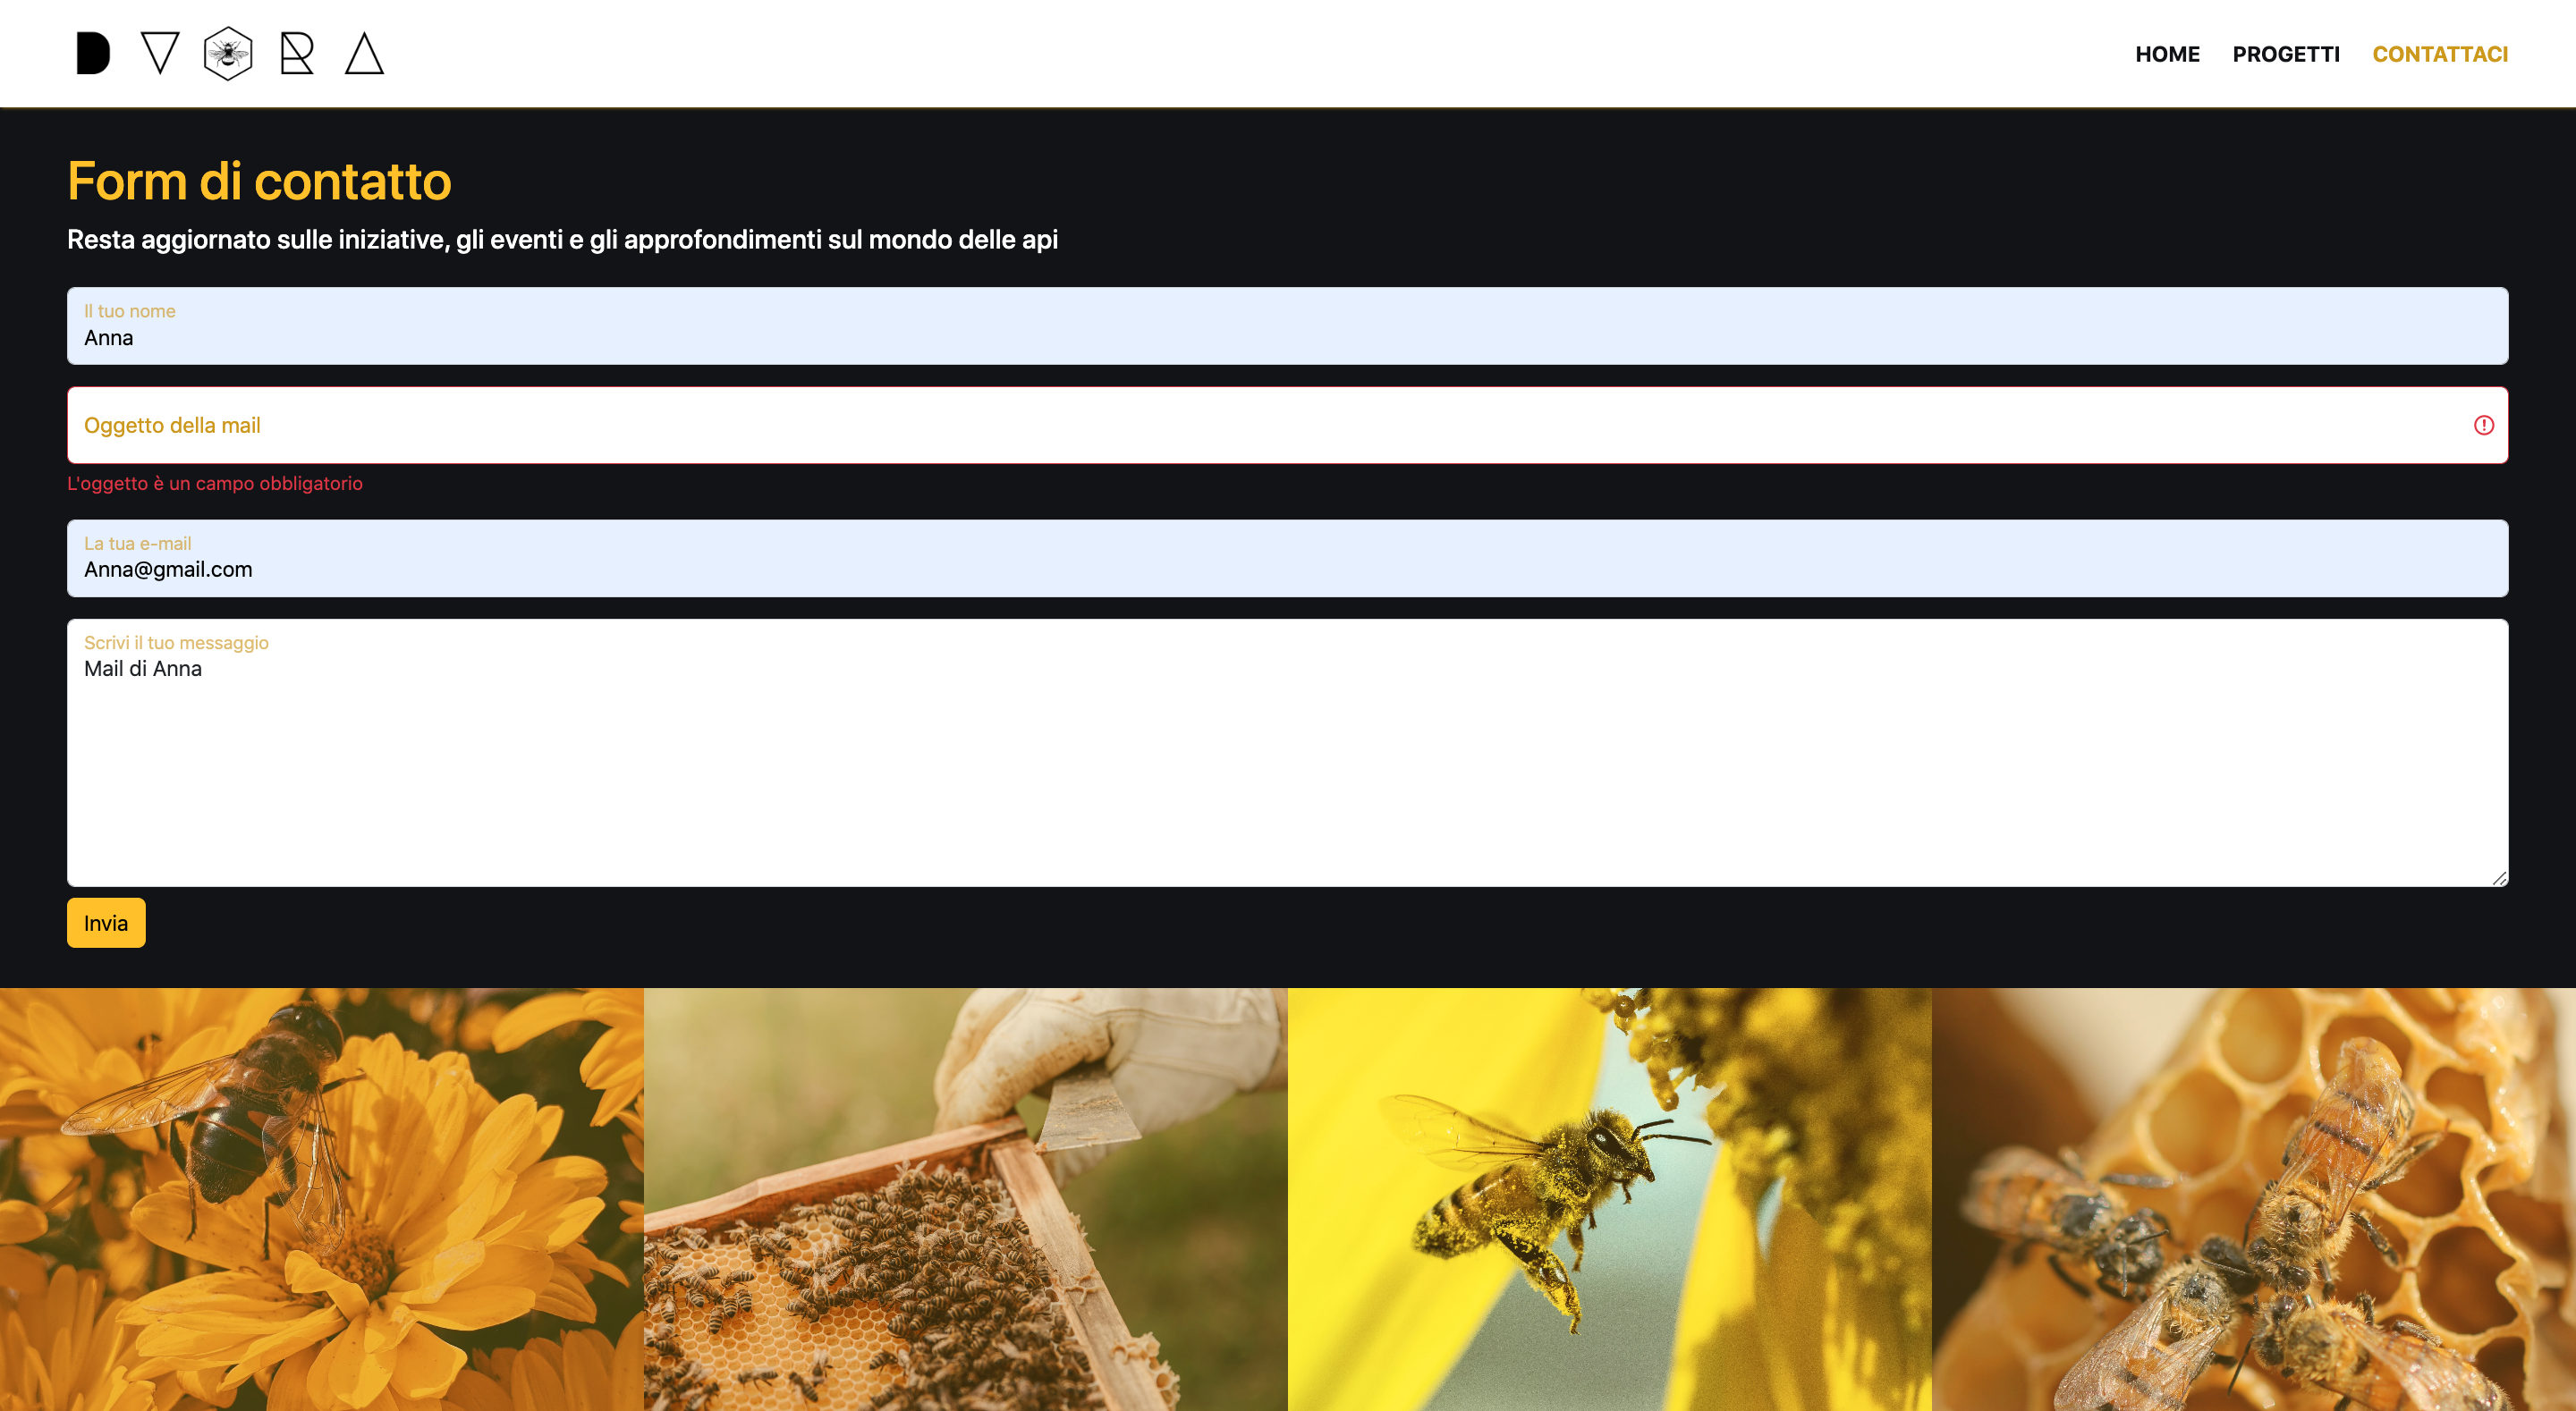 DVORA
HOME PROGETTI CONTATTACI
Form di contatto
Resta aggiornato sulle iniziative, gli eventi e gli approfondimenti sul mondo delle api
Il tuo nome
Anna
Oggetto della mail
L'oggetto è un campo obbligatorio
La tua e-mail
Anna@gmail.com
Scrivi il tuo messaggio
Mail di Anna
Invia